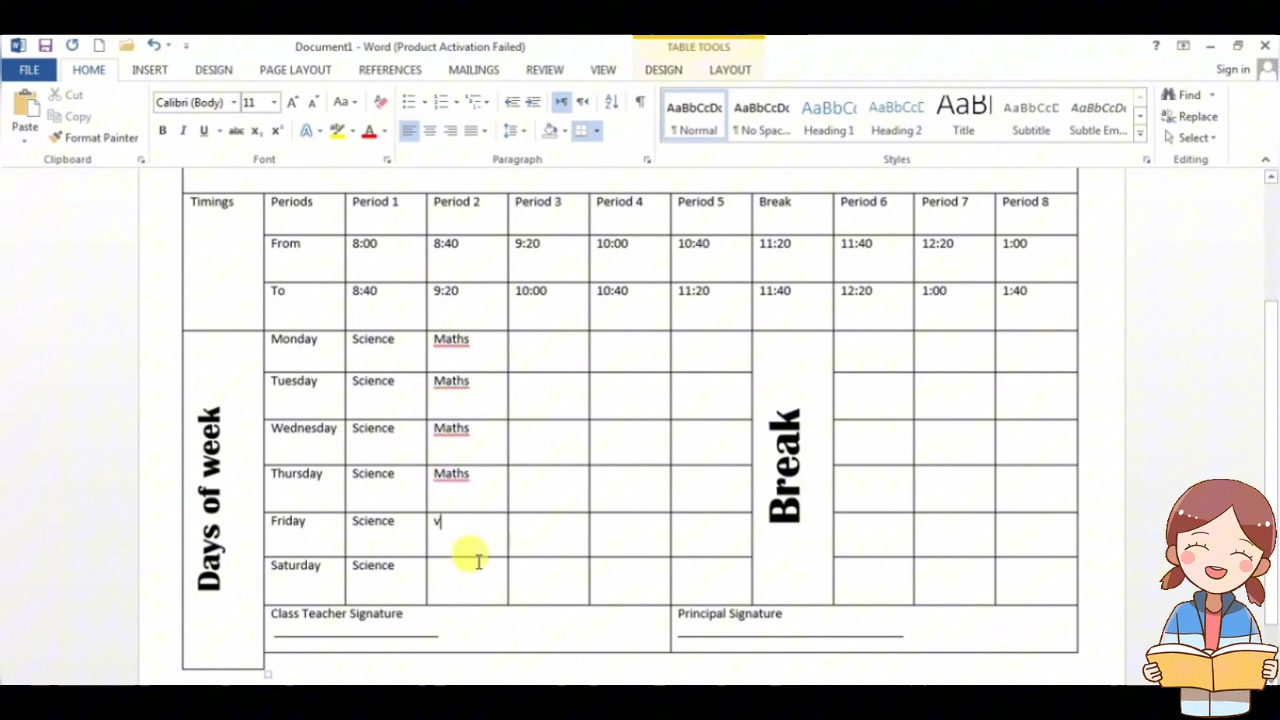 Document1 - Word (Product Activation Failed)
TABLE TOOLS
?
FILE HOME INSERT DESIGN PAGE LAYOUT REFERENCES MAILINGS REVIEW VIEW DESIGN LAYOUT Sign in
Paste
Cut
Copy
Format Painter
Clipboard
Calibri (Body) 11
Font
Paragraph
AaBbCcDc AaBbCcDc AaBbCc AaBbCcD AaBl AaBbCcD AaBbCcDc
¶ Normal ¶ No Spac... Heading 1 Heading 2 Title Subtitle Subtle Em...
Styles
Find
Replace
Select
Editing
Timings Periods Period 1 Period 2 Period 3 Period 4 Period 5 Break Period 6 Period 7 Period 8
From 8:00 8:40 9:20 10:00 10:40 11:20 11:40 12:20 1:00
To 8:40 9:20 10:00 10:40 11:20 11:40 12:20 1:00 1:40
Days of week
Monday Science Maths
Tuesday Science Maths
Wednesday Science Maths
Thursday Science Maths
Friday Science v
Saturday Science
Break
Class Teacher Signature Principal Signature